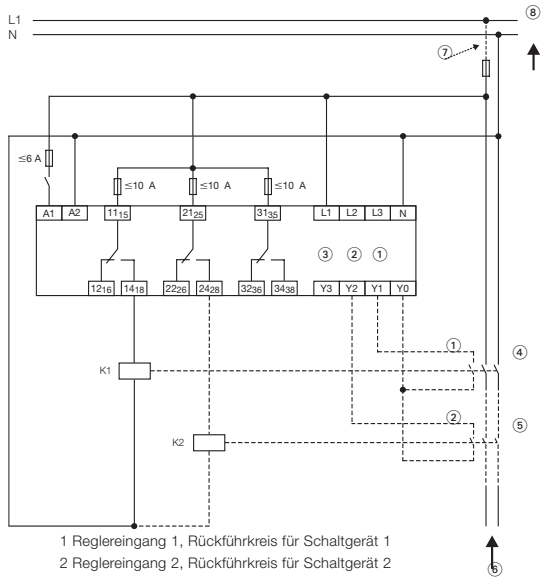 L1
⑧
N
⑦
≤6 A
≤10 A
≤10 A
≤10 A
A1 A2 11 15 21 25 31 35 L1 L2 L3 N
③ ② ①
12 16 14 18 22 26 24 28 32 36 34 38 Y3 Y2 Y1 Y0
①
④
K1
②
⑤
K2
1 Reglereingang 1, Rückführkreis für Schaltgerät 1
2 Reglereingang 2, Rückführkreis für Schaltgerät 2
⑥